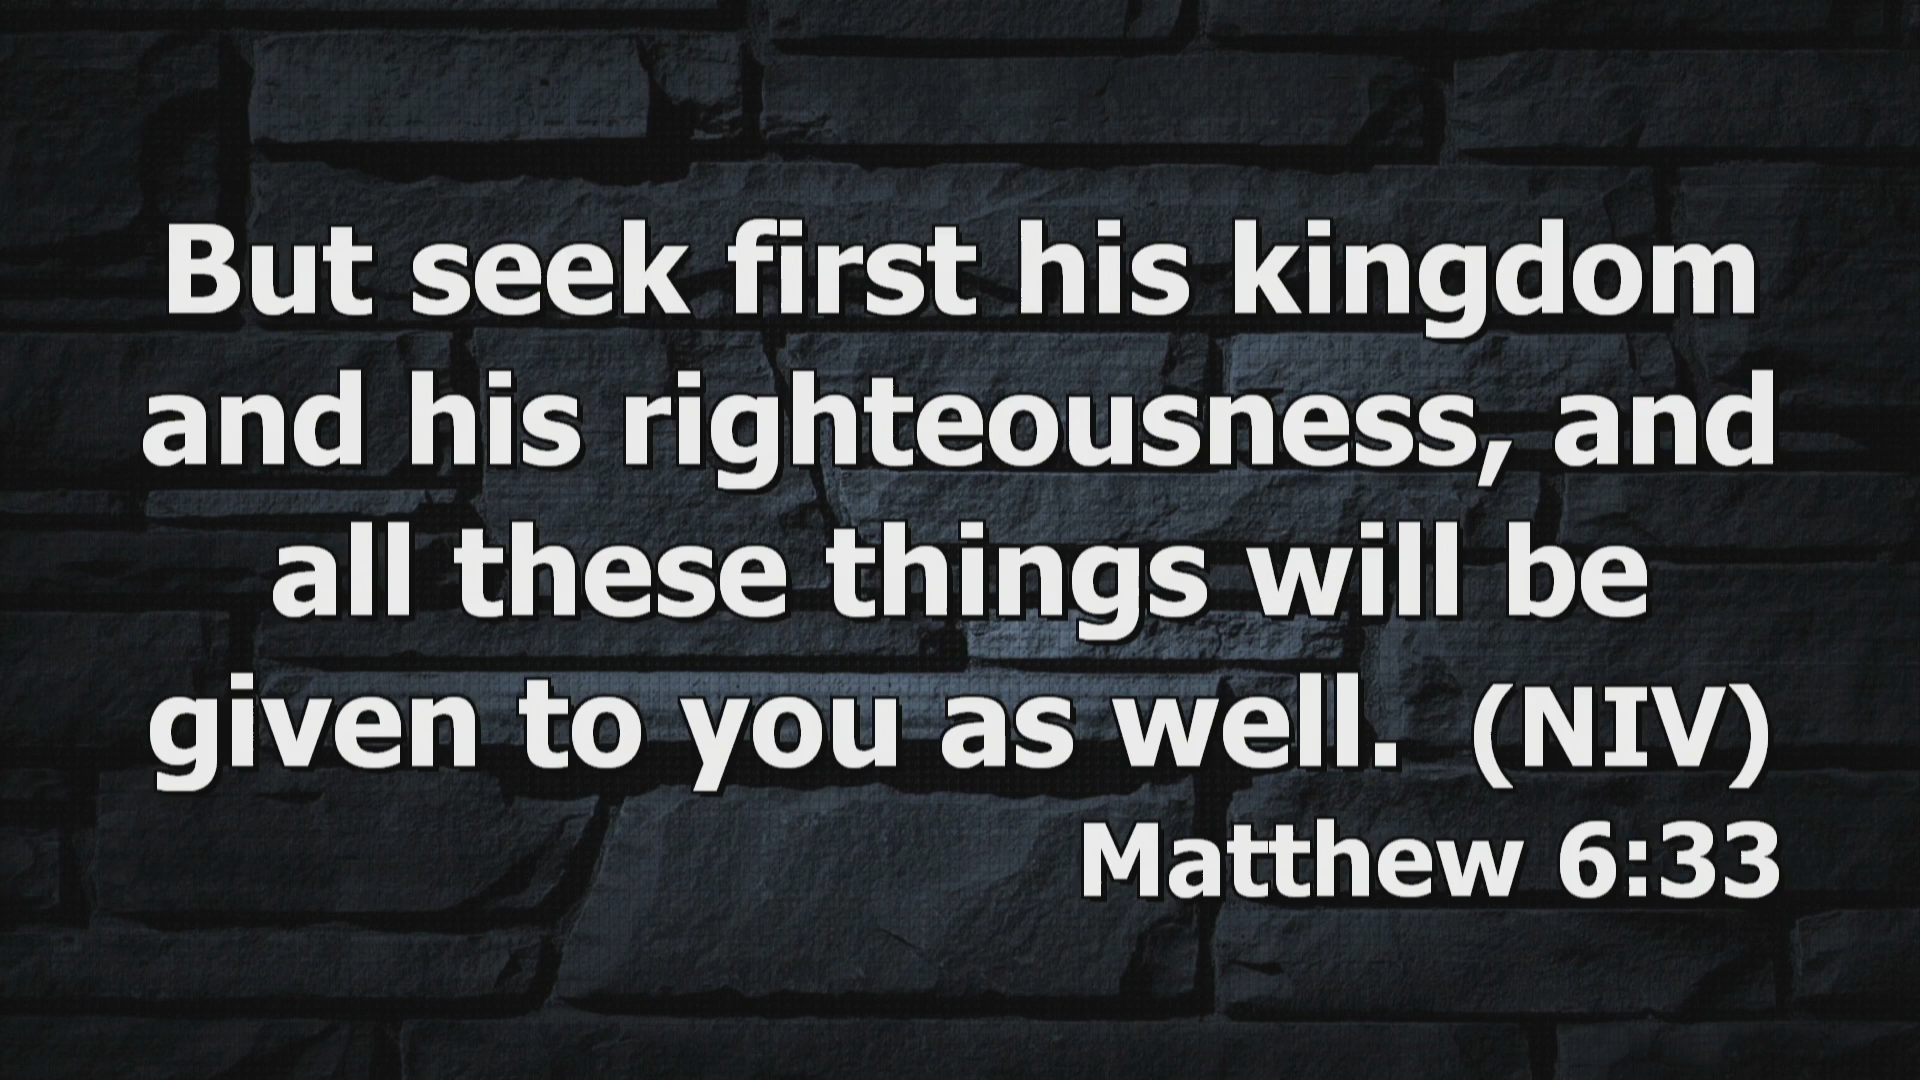 But seek first his kingdom
and his righteousness, and
all these things will be
given to you as well.  (NIV)
Matthew 6:33